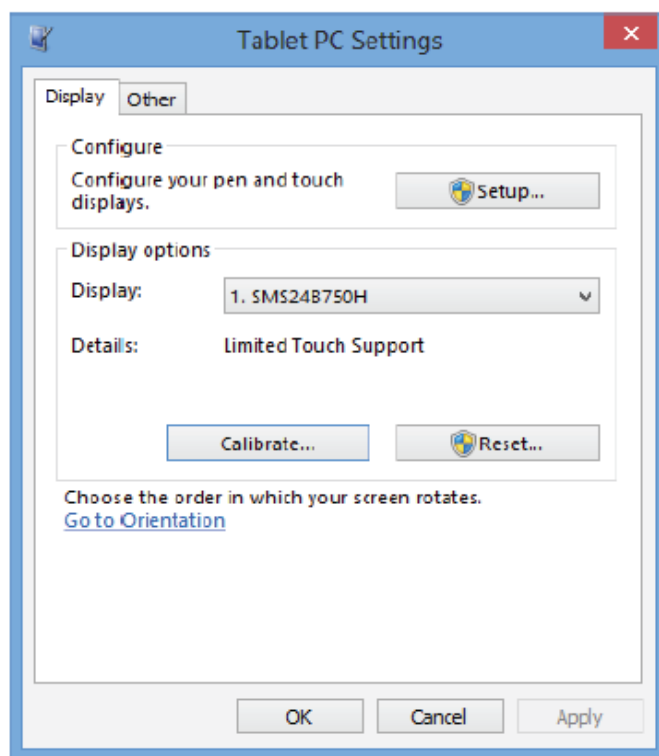 Tablet PC Settings
Display
Other
Configure
Configure your pen and touch
displays.
Setup...
Display options
Display:
1. SMS24B750H
Details:
Limited Touch Support
Calibrate...
Reset...
Choose the order in which your screen rotates.
Go to Orientation
OK
Cancel
Apply